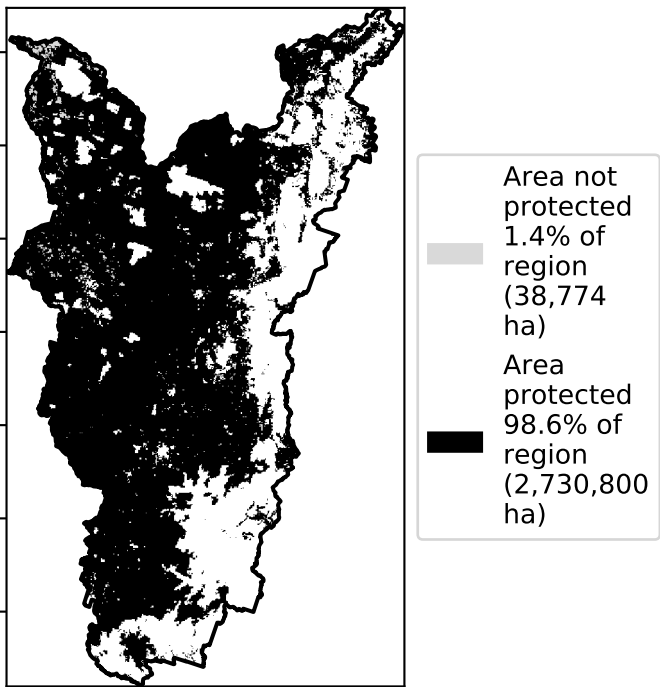 Area not
protected
1.4% of
region
(38,774
ha)
Area
protected
98.6% of
region
(2,730,800
ha)